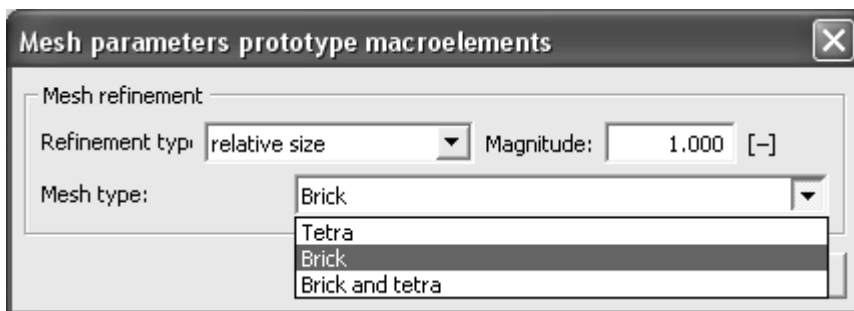 Mesh parameters prototype macroelements
Mesh refinement
Refinement typ relative size Magnitude: 1.000 [-]
Mesh type: Brick
Tetra
Brick
Brick and tetra